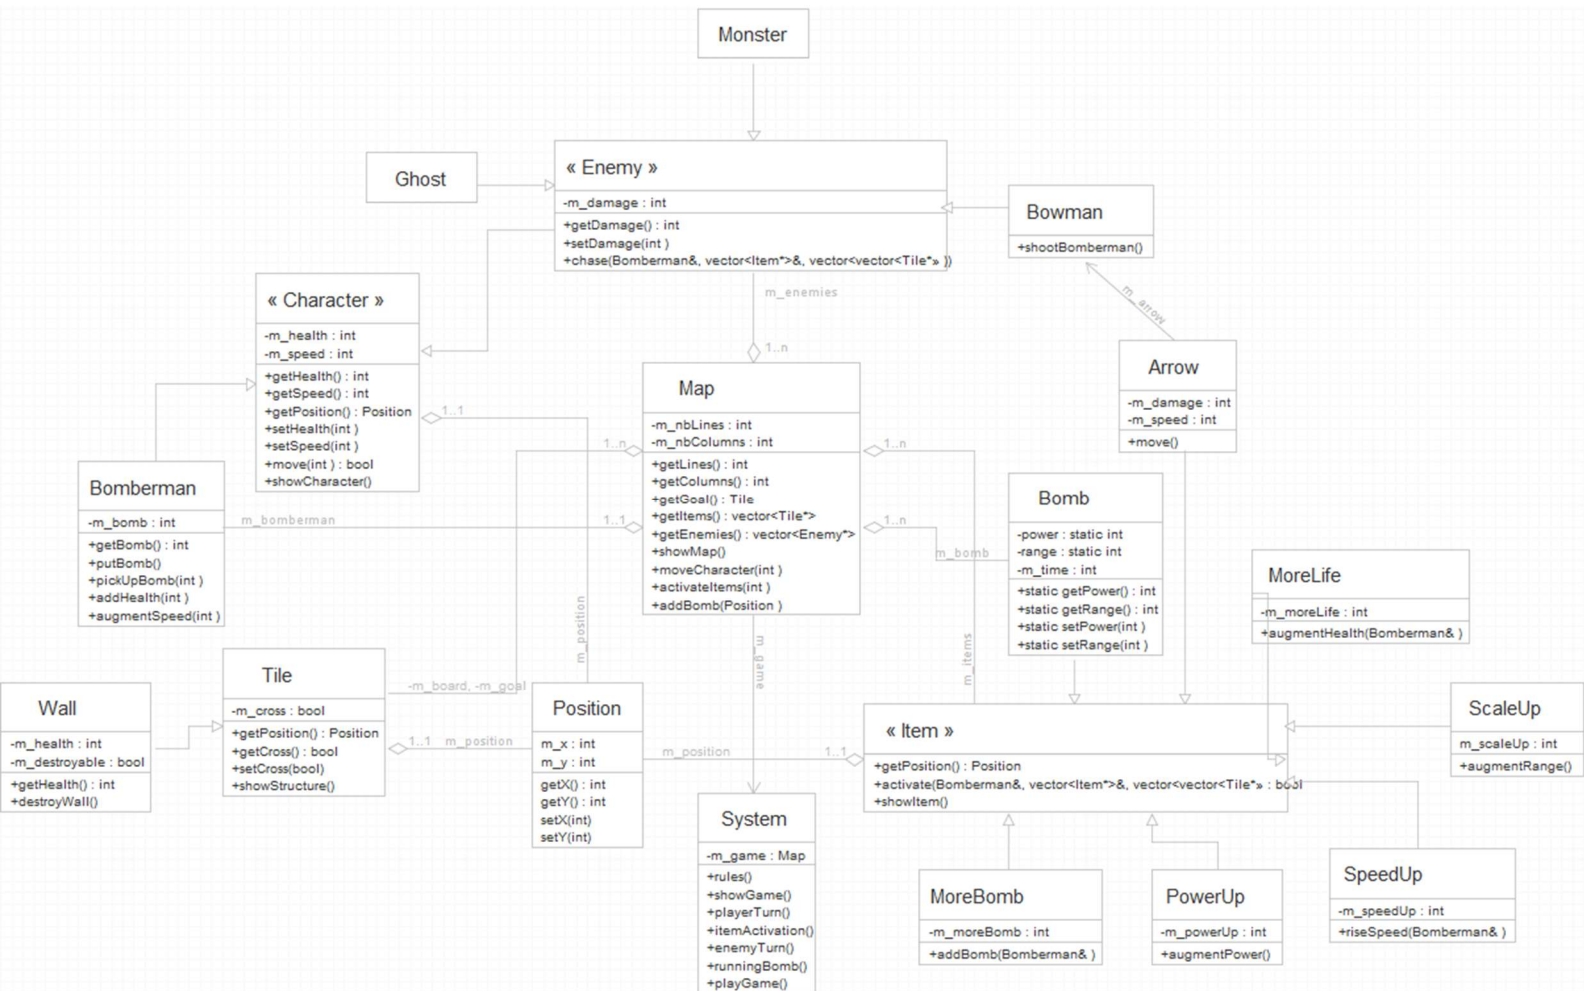 Monster
Ghost
« Enemy »
-m_damage : int
+getDamage() : int
+setDamage(int )
+chase(Bomberman&, vector<Item*>&, vector<vector<Tile*» ))
Bowman
+shootBomberman()
m_arrow
m_enemies
1..n
« Character »
-m_health : int
-m_speed : int
+getHealth() : int
+getSpeed() : int
+getPosition() : Position
+setHealth(int )
+setSpeed(int )
+move(int ) : bool
+showCharacter()
1..1
Arrow
-m_damage : int
-m_speed : int
+move()
Map
-m_nbLines : int
-m_nbColumns : int
+getLines() : int
+getColumns() : int
+getGoal() : Tile
+getItems() : vector<Tile*>
+getEnemies() : vector<Enemy*>
+showMap()
+moveCharacter(int )
+activateItems(int )
+addBomb(Position )
1..n
1..n
1..1
1..n
Bomberman
-m_bomb : int
+getBomb() : int
+putBomb()
+pickUpBomb(int )
+addHealth(int )
+augmentSpeed(int )
m_bomberman
m_bomb
Bomb
-power : static int
-range : static int
-m_time : int
+static getPower() : int
+static getRange() : int
+static setPower(int )
+static setRange(int )
MoreLife
-m_moreLife : int
+augmentHealth(Bomberman& )
m_position
m_game
m_items
Wall
-m_health : int
-m_destroyable : bool
+getHealth() : int
+destroyWall()
Tile
-m_cross : bool
+getPosition() : Position
+getCross() : bool
+setCross(bool)
+showStructure()
-m_board, -m_goal
1..1 m_position
Position
m_x : int
m_y : int
getX() : int
getY() : int
setX(int)
setY(int)
m_position
1..1
« Item »
+getPosition() : Position
+activate(Bomberman&, vector<Item*>&, vector<vector<Tile*» : bool
+showItem()
ScaleUp
m_scaleUp : int
+augmentRange()
System
-m_game : Map
+rules()
+showGame()
+playerTurn()
+itemActivation()
+enemyTurn()
+runningBomb()
+playGame()
MoreBomb
-m_moreBomb : int
+addBomb(Bomberman& )
PowerUp
-m_powerUp : int
+augmentPower()
SpeedUp
-m_speedUp : int
+riseSpeed(Bomberman& )